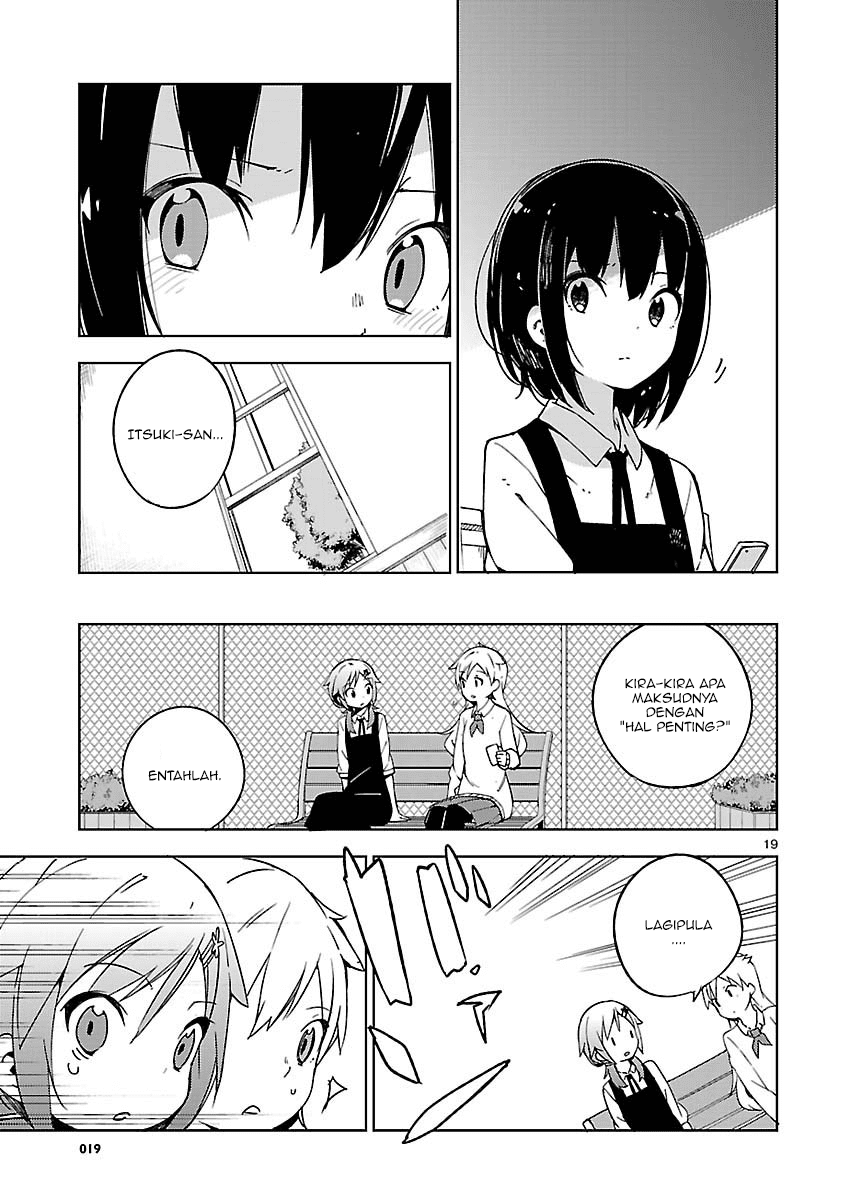 ITSUKI-SAN...
KIRA-KIRA APA
MAKSUDNYA
DENGAN
"HAL PENTING?"
ENTAHLAH.
19
LAGIPULA
....
019